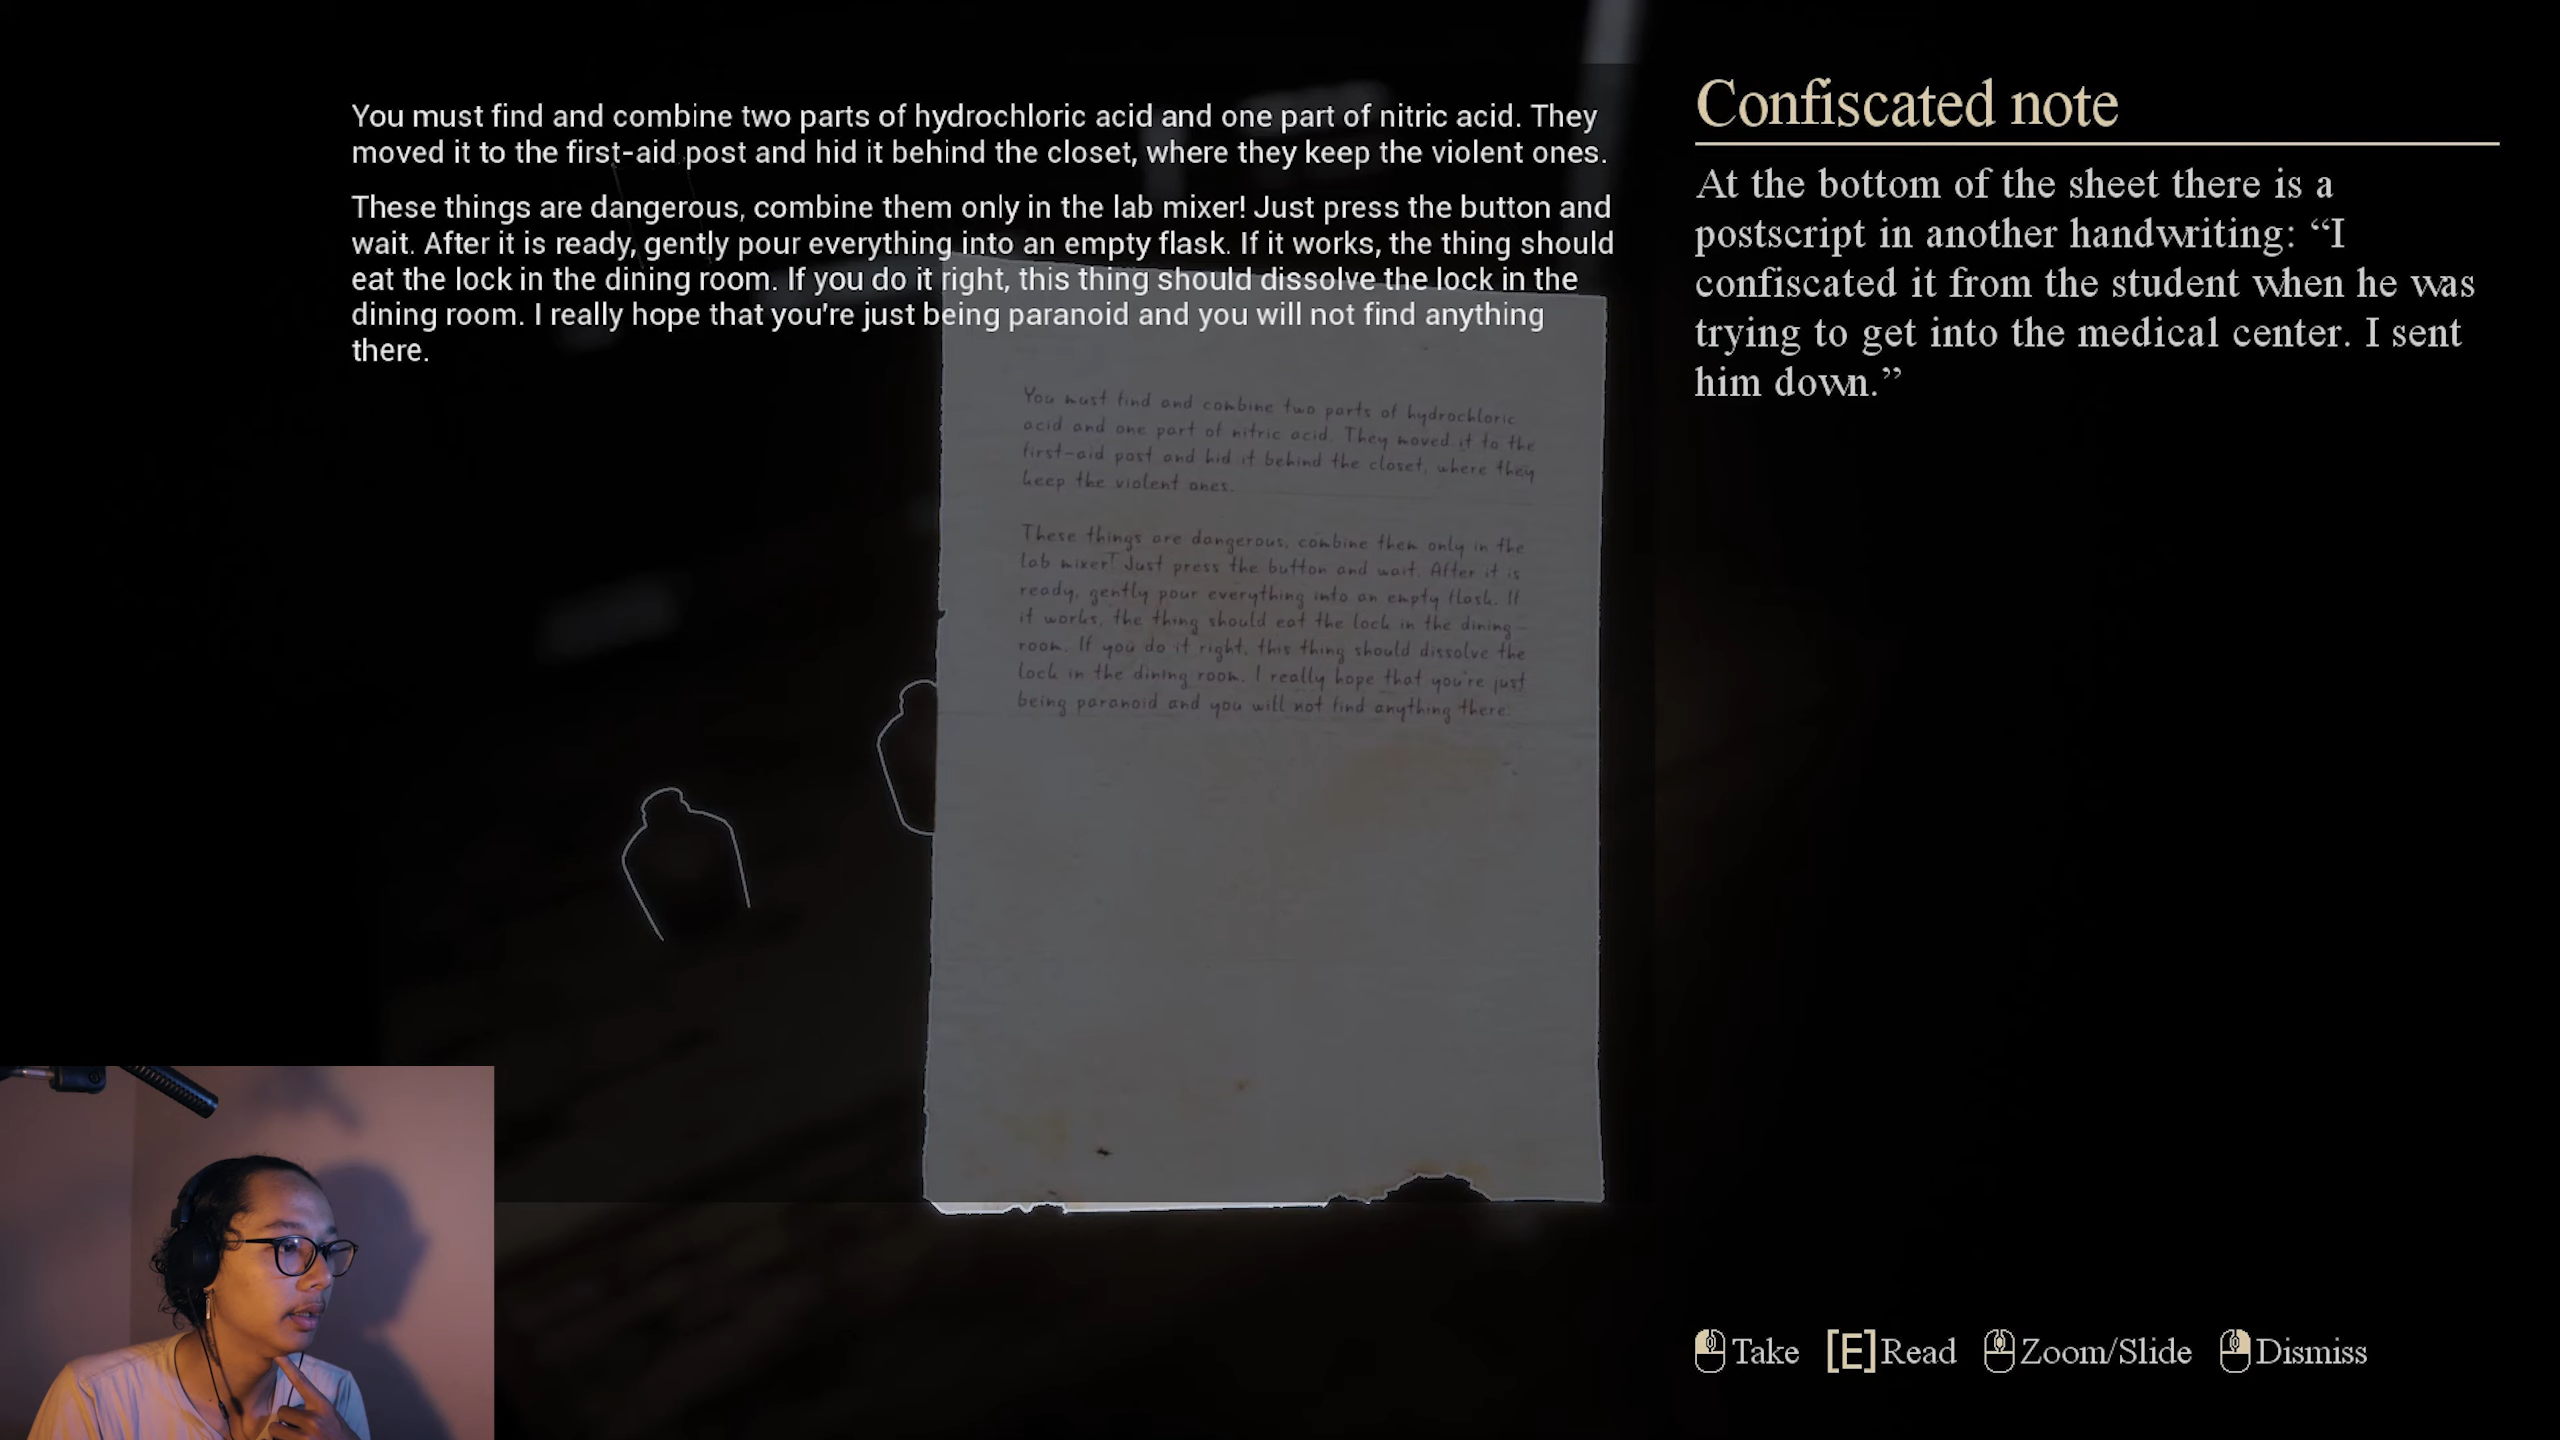 You must find and combine two parts of hydrochloric acid and one part of nitric acid. They
moved it to the first-aid post and hid it behind the closet, where they keep the violent ones.
These things are dangerous, combine them only in the lab mixer! Just press the button and
wait. After it is ready, gently pour everything into an empty flask. If it works, the thing should
eat the lock in the dining room. If you do it right, this thing should dissolve the lock in the
dining room. I really hope that you're just being paranoid and you will not find anything
there.
You must find and combine two parts of hydrochloric
acid and one part of nitric acid. They moved it to the
first-aid post and hid it behind the closet, where they
keep the violent ones.
These things are dangerous, combine them only in the
lab mixer! Just press the button and wait. After it is
ready, gently pour everything into an empty flask. If
it works, the thing should eat the lock in the dining
room. If you do it right, this thing should dissolve the
lock in the dining room. I really hope that you're just
being paranoid and you will not find anything there.
Confiscated note
At the bottom of the sheet there is a
postscript in another handwriting: “I
confiscated it from the student when he was
trying to get into the medical center. I sent
him down.”
Take [E] Read Zoom/Slide Dismiss